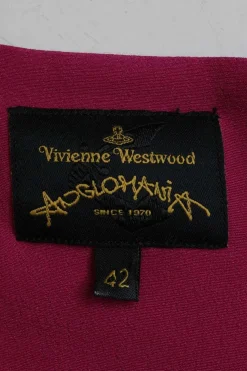 Vivienne Westwood
ANGLOMANIA
SINCE 1970
42